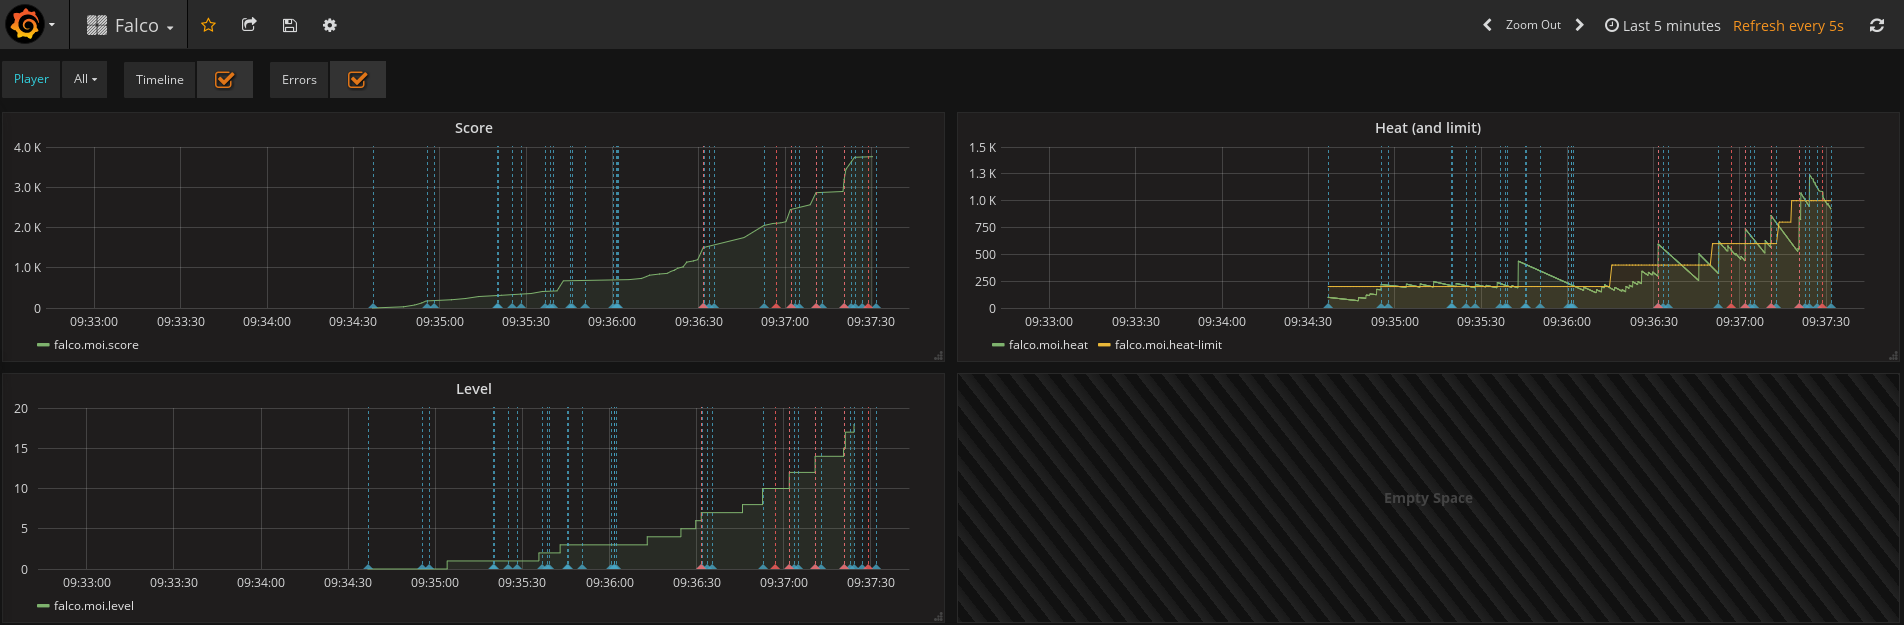 Falco
Zoom Out
Last 5 minutes Refresh every 5s
Player All Timeline Errors
Score
4.0 K
3.0 K
2.0 K
1.0 K
0
09:33:00 09:33:30 09:34:00 09:34:30 09:35:00 09:35:30 09:36:00 09:36:30 09:37:00 09:37:30
falco.moi.score
Heat (and limit)
1.5 K
1.3 K
1.0 K
750
500
250
0
09:33:00 09:33:30 09:34:00 09:34:30 09:35:00 09:35:30 09:36:00 09:36:30 09:37:00 09:37:30
falco.moi.heat falco.moi.heat-limit
Level
20
15
10
5
0
09:33:00 09:33:30 09:34:00 09:34:30 09:35:00 09:35:30 09:36:00 09:36:30 09:37:00 09:37:30
falco.moi.level
Empty Space